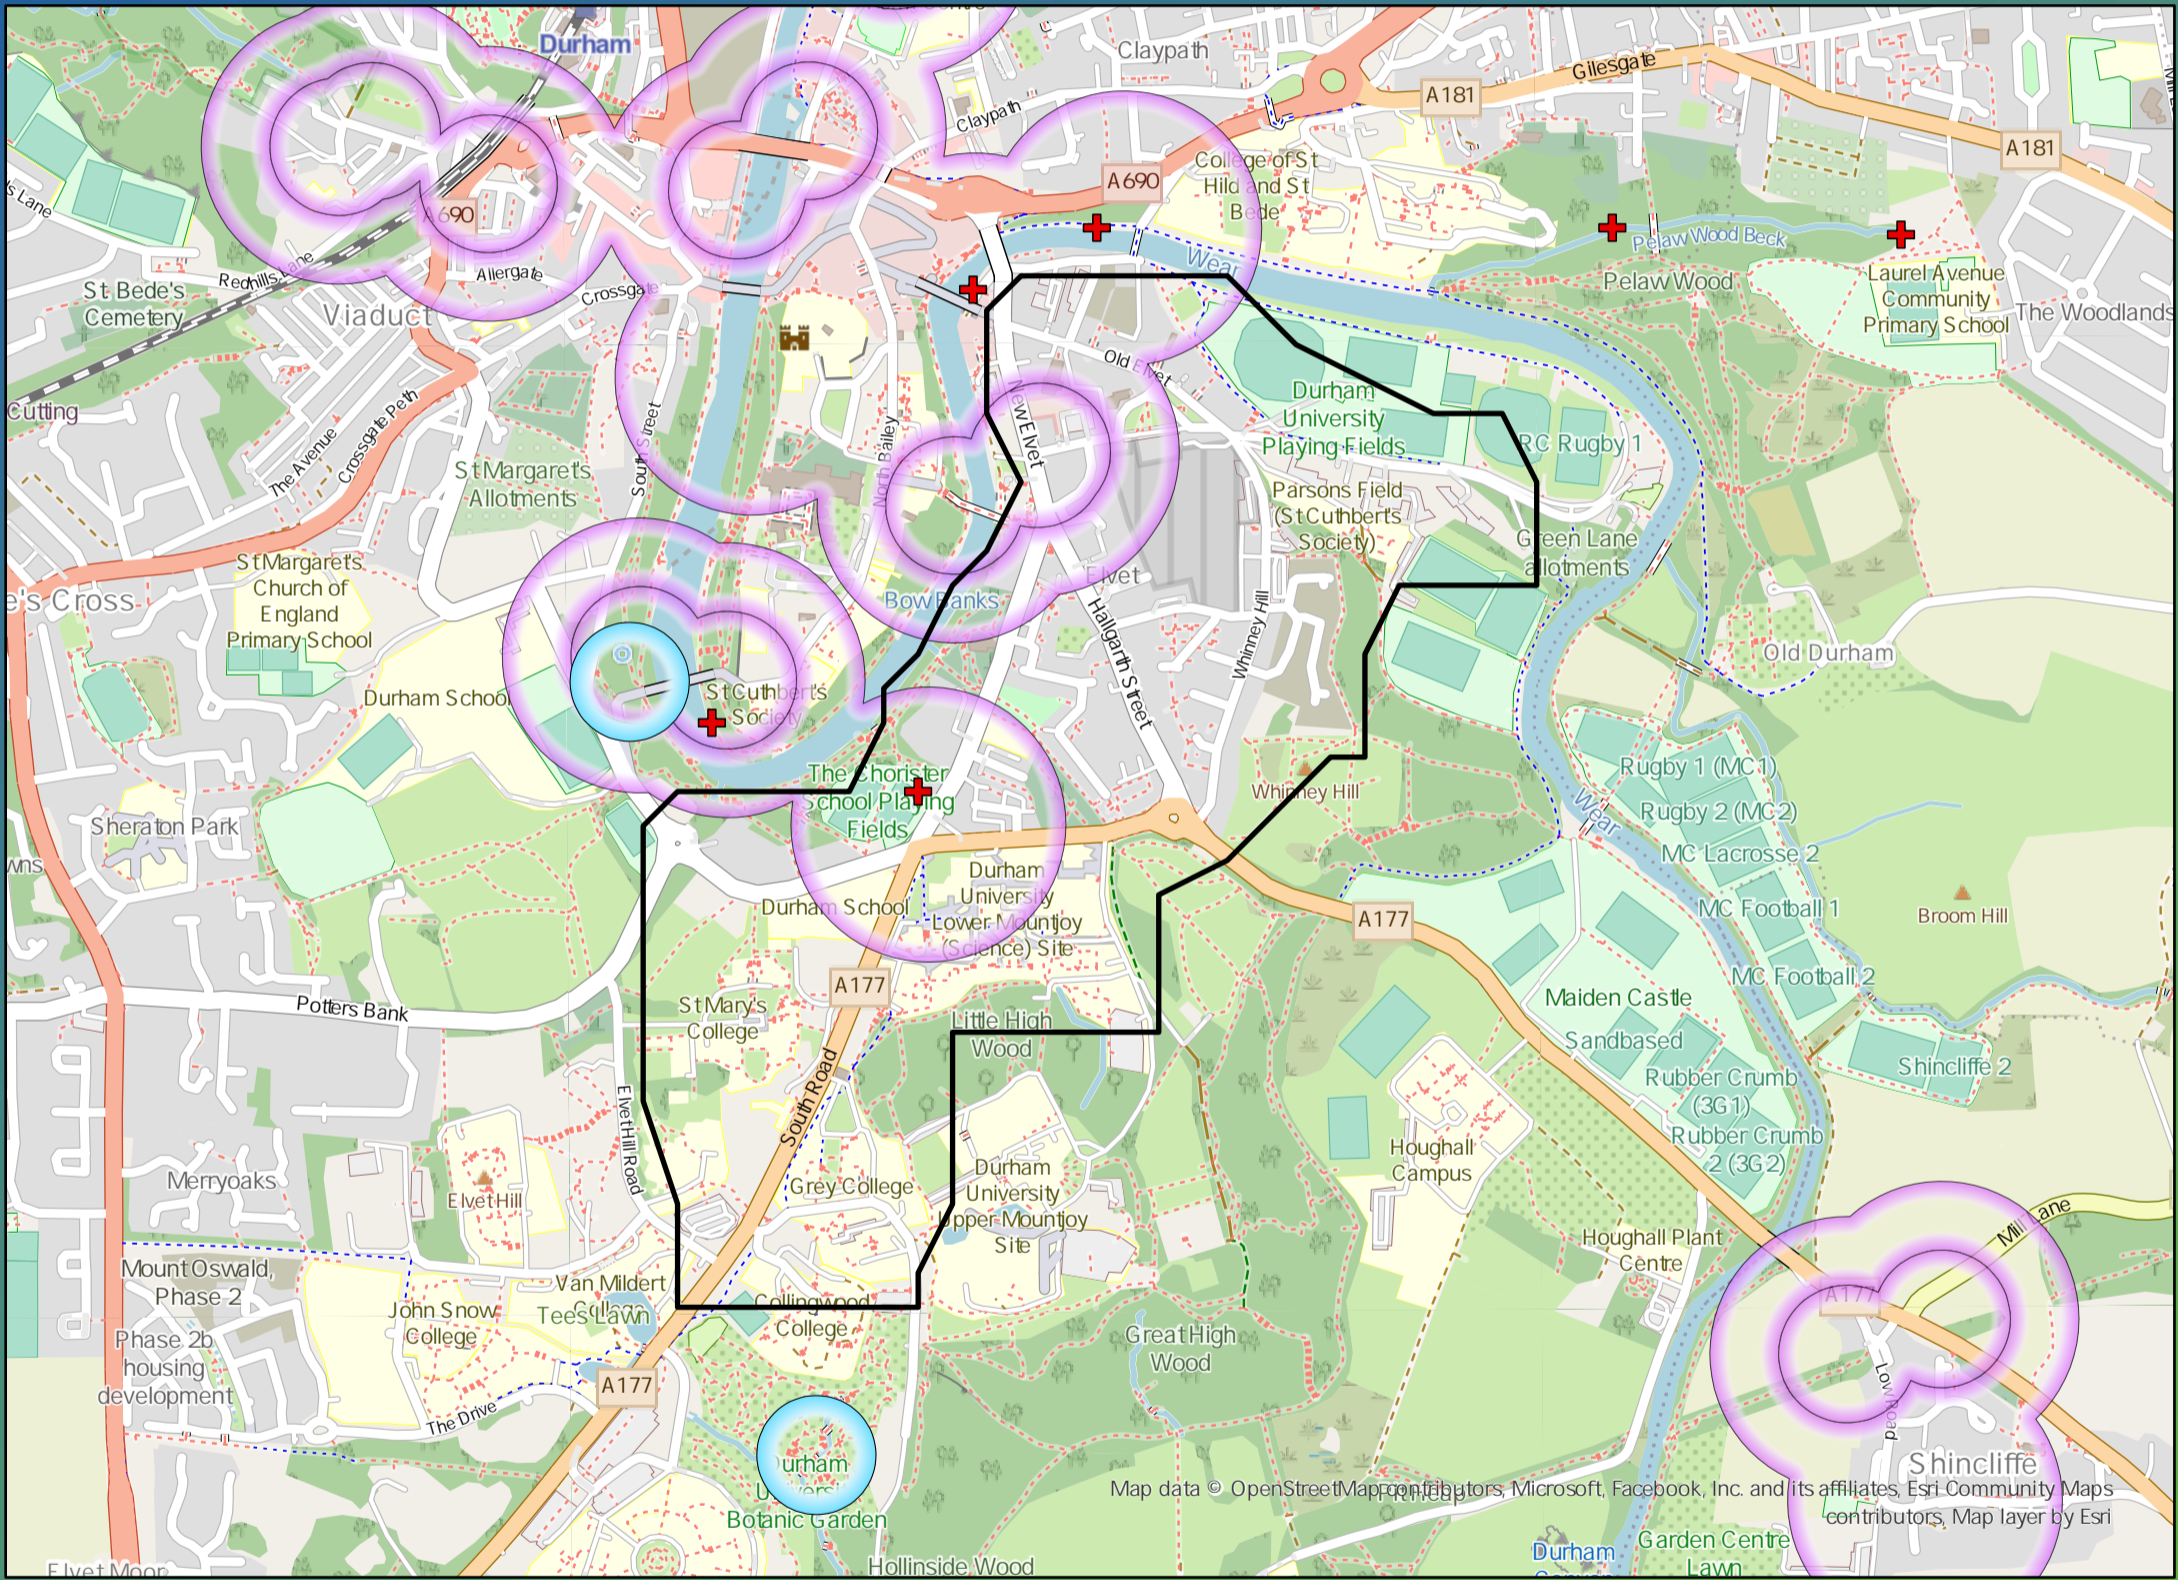 Durham
Claypath
Gilesgate
A181
Claypath
A181
College of St
Hild and St
Bede
A690
s Lane
A690
Redhills Lane
Allergate
Crossgate
Wear
Pelaw Wood Beck
Pelaw Wood
Laurel Avenue
Community
Primary School
The Woodlands
St Bede's
Cemetery
Viaduct
Cutting
The Avenue
Crossgate Peth
South Street
North Bailey
New Elvet
Old Elvet
Durham
University
Playing Fields
RC Rugby 1
St Margaret's
Allotments
Parsons Field
(St Cuthbert's
Society)
Green Lane
allotments
St Margaret's
Church of
England
Primary School
e's Cross
Elvet
Bow Banks
Hallgarth Street
Whinney Hill
Old Durham
Durham School
St Cuthbert's
Society
The Chorister
School Playing
Fields
Whinney Hill
Rugby 1 (MC1)
Rugby 2 (MC2)
Wear
MC Lacrosse 2
MC Football 1
MC Football 2
Broom Hill
Sheraton Park
wns
Durham School
Durham
University
Lower Mountjoy
(Science) Site
A177
A177
Potters Bank
St Mary's
College
Little High
Wood
Maiden Castle
Sandbased
Rubber Crumb
(3G1)
Rubber Crumb
2 (3G2)
Shincliffe 2
South Road
Elvet Hill Road
Merryoaks
Elvet Hill
Grey College
Durham
University
Upper Mountjoy
Site
Houghall
Campus
Houghall Plant
Centre
Mill Lane
A177
Mount Oswald,
Phase 2
Van Mildert
College
Tees Lawn
John Snow
College
Collingwood
College
Phase 2b
housing
development
Great High
Wood
A177
The Drive
Low Road
Shincliffe
Durham
University
Botanic Garden
Map data © OpenStreetMap contributors, Microsoft, Facebook, Inc. and its affiliates, Esri Community Maps
contributors, Map layer by Esri
Durham
Garden Centre
Lawn
Hollinside Wood
Elvet Moor